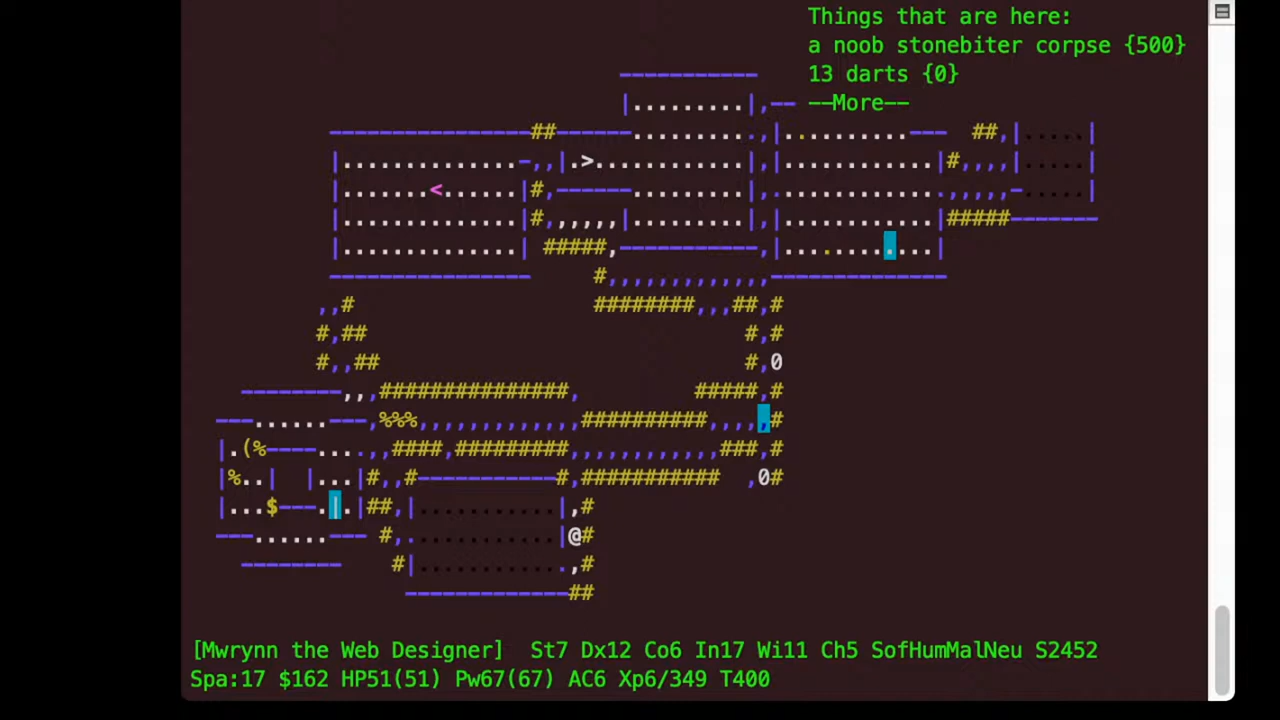 Things that are here:
a noob stonebiter corpse {500}
13 darts {0}
--More--
[Mwrynn the Web Designer] St7 Dx12 Co6 In17 Wi11 Ch5 SofHumMalNeu S2452
Spa:17 $162 HP51(51) Pw67(67) AC6 Xp6/349 T400